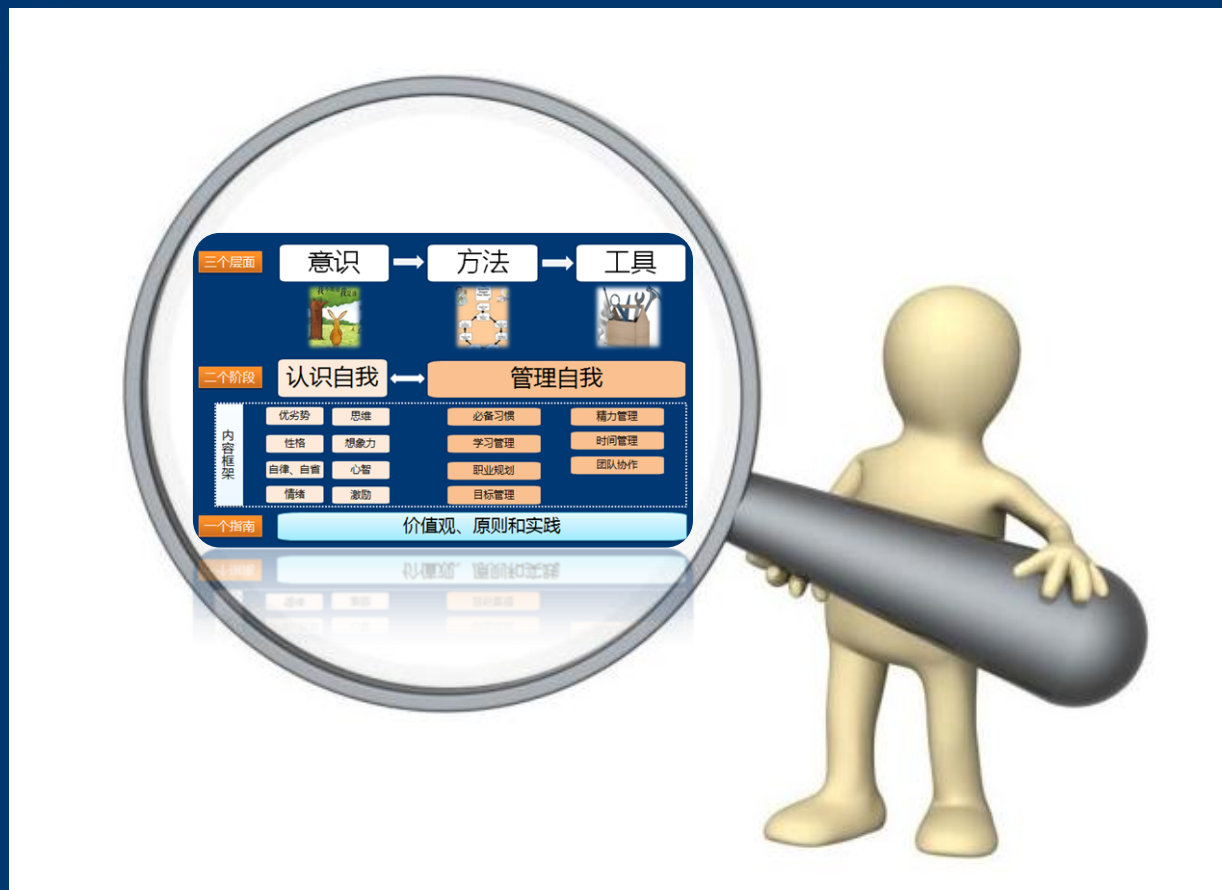 三个层面
意识
方法
工具
二个阶段
认识自我
管理自我
内容框架
优劣势
思维
必备习惯
精力管理
性格
想象力
学习管理
时间管理
自律、自省
心智
职业规划
团队协作
情绪
激励
目标管理
一个指南
价值观、原则和实践